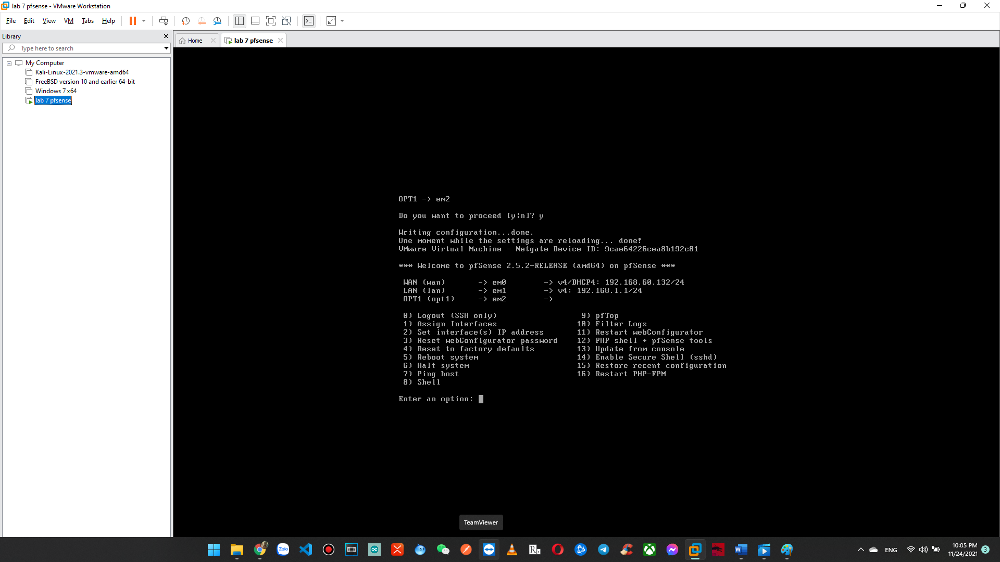 lab 7 pfsense - VMware Workstation
File Edit View VM Tabs Help
Library
Type here to search
Home
lab 7 pfsense
My Computer
Kali-Linux-2021.3-vmware-amd64
FreeBSD version 10 and earlier 64-bit
Windows 7 x64
lab 7 pfsense
OPT1 -> em2
Do you want to proceed [y|n]? y
Writing configuration...done.
One moment while the settings are reloading... done!
VMware Virtual Machine - Netgate Device ID: 9cae64226cea8b192c81
*** Welcome to pfSense 2.5.2-RELEASE (amd64) on pfSense ***
WAN (wan) -> em0 -> v4/DHCP4: 192.168.60.132/24
LAN (lan) -> em1 -> v4: 192.168.1.1/24
OPT1 (opt1) -> em2 ->
0) Logout (SSH only) 9) pfTop
1) Assign Interfaces 10) Filter Logs
2) Set interface(s) IP address 11) Restart webConfigurator
3) Reset webConfigurator password 12) PHP shell + pfSense tools
4) Reset to factory defaults 13) Update from console
5) Reboot system 14) Enable Secure Shell (sshd)
6) Halt system 15) Restore recent configuration
7) Ping host 16) Restart PHP-FPM
8) Shell
Enter an option:
TeamViewer
Zalo
ENG
10:05 PM
11/24/2021
3